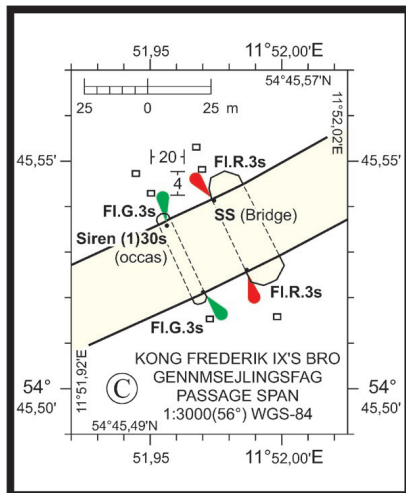 51,95 11°52,00'E
54°45,57'N
25 0 25 m
11°52,02'E
45,55' 45,55'
20
4
Fl.R.3s
Fl.G.3s
SS (Bridge)
Siren (1)30s
(occas)
Fl.R.3s
Fl.G.3s
11°51,92'E
KONG FREDERIK IX'S BRO
GENNMSEJLINGSFAG
PASSAGE SPAN
1:3000(56°) WGS-84
C
54° 54°
45,50' 45,50'
54°45,49'N
51,95 11°52,00'E